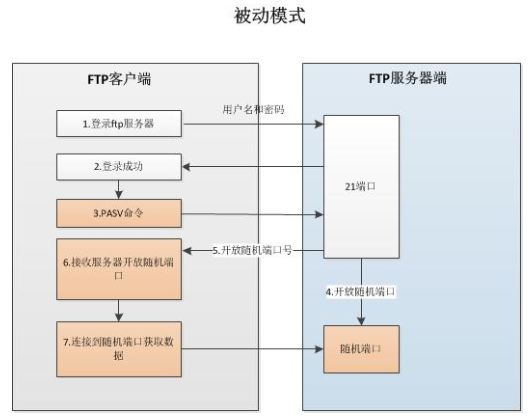 被动模式
FTP客户端
FTP服务器端
用户名和密码
1.登录ftp服务器
2.登录成功
21端口
3.PASV命令
5.开放随机端口号
6.接收服务器开放随机端
口
4.开放随机端口
7.连接到随机端口获取数
据
随机端口